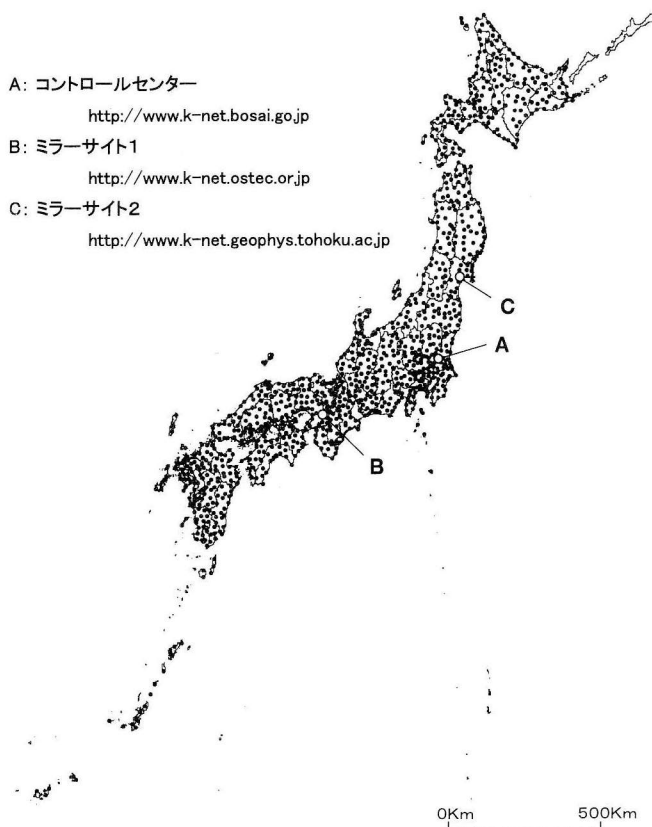 A: コントロールセンター
http://www.k-net.bosai.go.jp
B: ミラーサイト1
http://www.k-net.ostec.or.jp
C: ミラーサイト2
http://www.k-net.geophys.tohoku.ac.jp
C
A
B
0Km 500Km